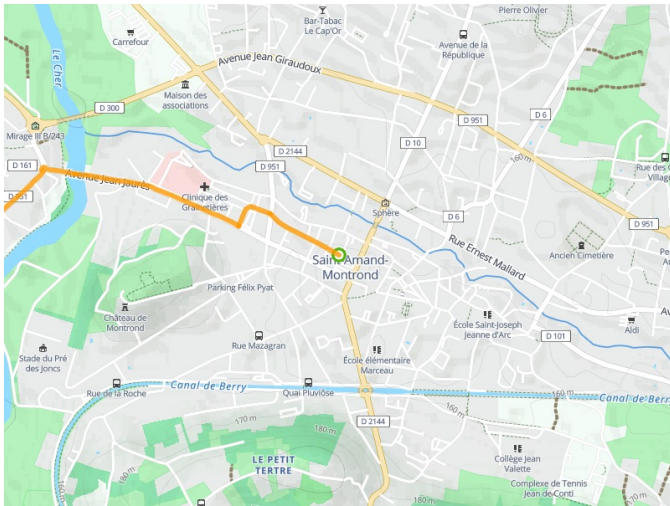 Pierre Olivier
Bar-Tabac
Le Cap'Or
Carrefour
Avenue de la
République
Le Cher
Avenue Jean Giraudoux
Maison des
associations
D 300
D 951
D 6
Mirage III B/243
D 10
D 2144
160 m
D 161
D 951
Rue des
Village
Avenue Jean Jaurès
D 951
Clinique des
Grainetières
Sphère
D 6
D 951
Rue Ernest Mallard
Ancien Cimetière
Saint-Amand-
Montrond
Parking Félix Pyat
Château de
Montrond
École Saint-Joseph
Jeanne d'Arc
Aldi
D 101
Rue Mazagran
Stade du Pré
des Joncs
École élémentaire
Marceau
Rue de la Roche
Canal de Berry
Quai Pluviôse
160 m
Canal de Berr
160 m
170 m
180 m
D 2144
LE PETIT
TERTRE
Collège Jean
Valette
180 m
160 m
Complexe de Tennis
Jean de Conti